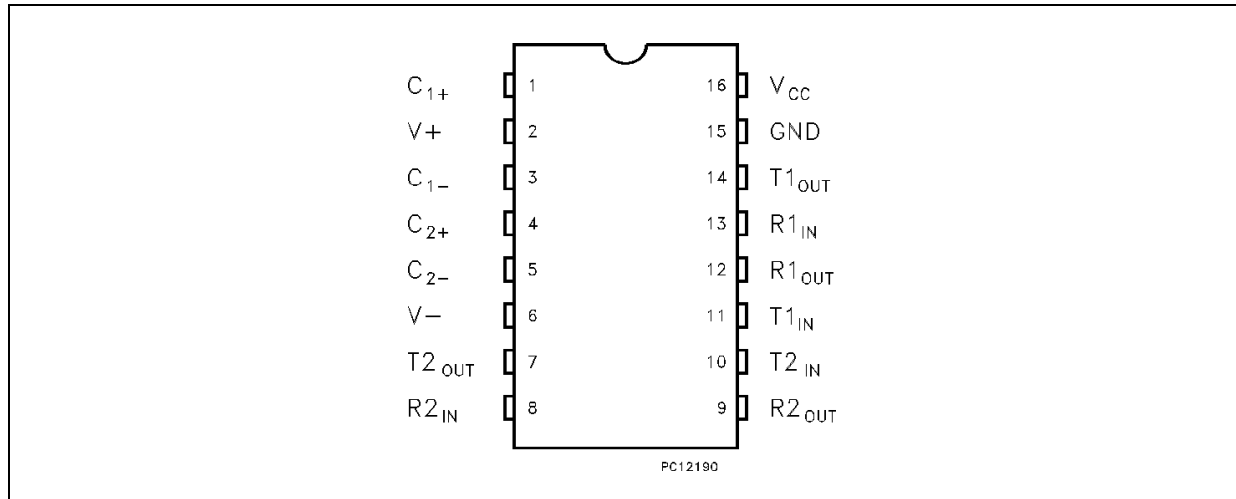 C1+ 1 16 VCC
V+ 2 15 GND
C1− 3 14 T1OUT
C2+ 4 13 R1IN
C2− 5 12 R1OUT
V− 6 11 T1IN
T2OUT 7 10 T2IN
R2IN 8 9 R2OUT
PC12190